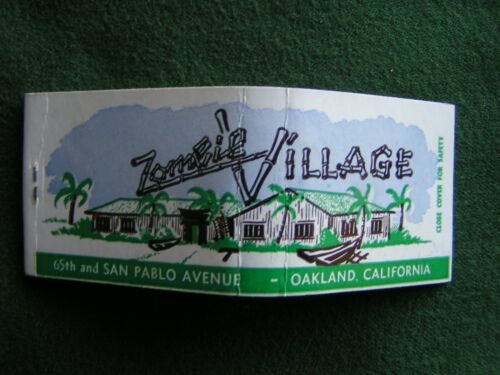 Zombie VILLAGE
65th and SAN PABLO AVENUE - OAKLAND, CALIFORNIA
CLOSE COVER FOR SAFETY